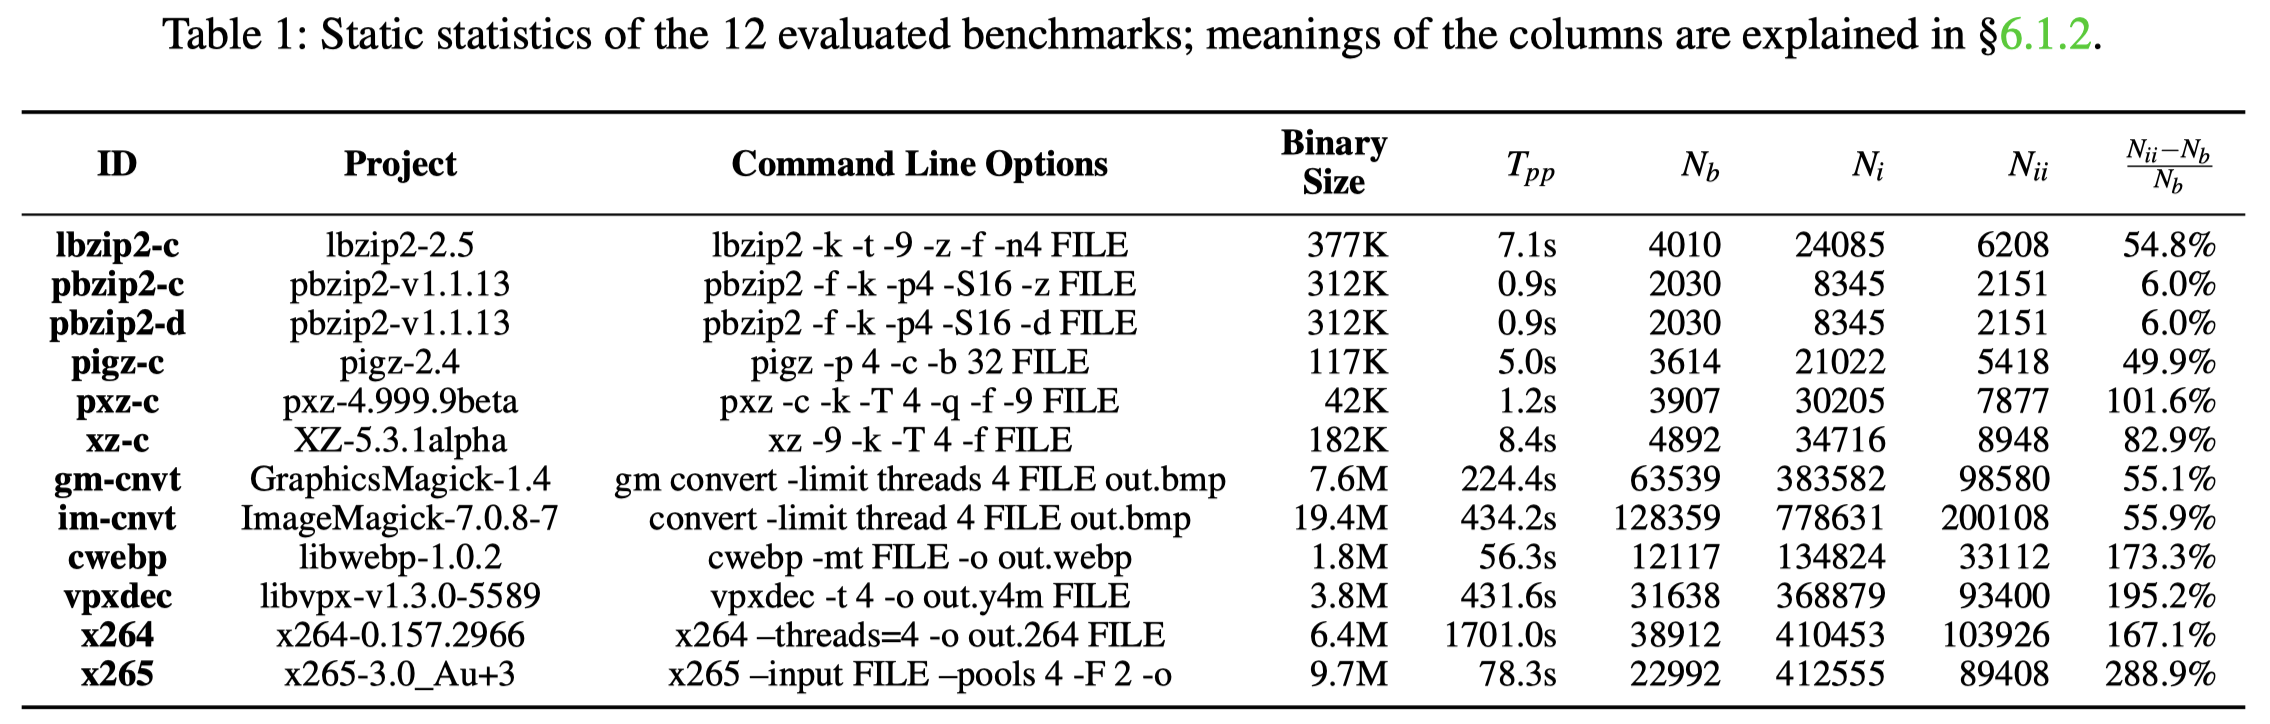 Table 1: Static statistics of the 12 evaluated benchmarks; meanings of the columns are explained in §6.1.2.
ID Project Command Line Options Binary Size T_pp N_b N_i N_ii (N_ii−N_b)/N_b
lbzip2-c lbzip2-2.5 lbzip2 -k -t -9 -z -f -n4 FILE 377K 7.1s 4010 24085 6208 54.8%
pbzip2-c pbzip2-v1.1.13 pbzip2 -f -k -p4 -S16 -z FILE 312K 0.9s 2030 8345 2151 6.0%
pbzip2-d pbzip2-v1.1.13 pbzip2 -f -k -p4 -S16 -d FILE 312K 0.9s 2030 8345 2151 6.0%
pigz-c pigz-2.4 pigz -p 4 -c -b 32 FILE 117K 5.0s 3614 21022 5418 49.9%
pxz-c pxz-4.999.9beta pxz -c -k -T 4 -q -f -9 FILE 42K 1.2s 3907 30205 7877 101.6%
xz-c XZ-5.3.1alpha xz -9 -k -T 4 -f FILE 182K 8.4s 4892 34716 8948 82.9%
gm-cnvt GraphicsMagick-1.4 gm convert -limit threads 4 FILE out.bmp 7.6M 224.4s 63539 383582 98580 55.1%
im-cnvt ImageMagick-7.0.8-7 convert -limit thread 4 FILE out.bmp 19.4M 434.2s 128359 778631 200108 55.9%
cwebp libwebp-1.0.2 cwebp -mt FILE -o out.webp 1.8M 56.3s 12117 134824 33112 173.3%
vpxdec libvpx-v1.3.0-5589 vpxdec -t 4 -o out.y4m FILE 3.8M 431.6s 31638 368879 93400 195.2%
x264 x264-0.157.2966 x264 –threads=4 -o out.264 FILE 6.4M 1701.0s 38912 410453 103926 167.1%
x265 x265-3.0_Au+3 x265 –input FILE –pools 4 -F 2 -o 9.7M 78.3s 22992 412555 89408 288.9%